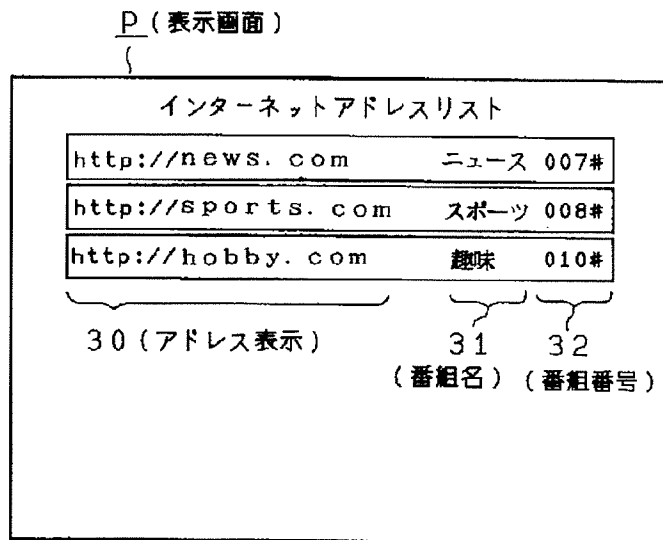 P(表示画面)
インターネットアドレスリスト
http://news.com ニュース 007#
http://sports.com スポーツ 008#
http://hobby.com 趣味 010#
30(アドレス表示) 31 32
(番組名) (番組番号)